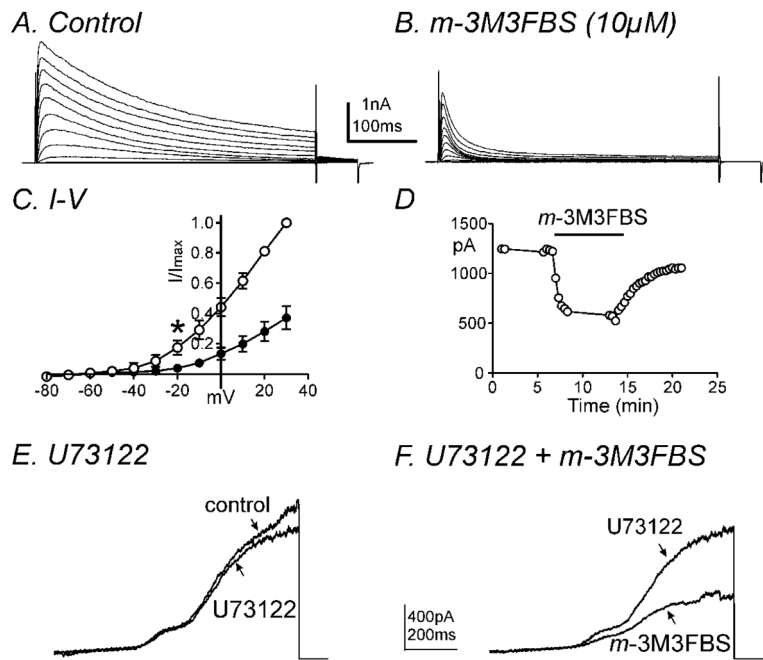 A. Control
B. m-3M3FBS (10µM)
1nA
100ms
C. I-V
D
I/Imax
1.0
0.8
0.6
0.4
0.2
*
-80 -60 -40 -20 0 20 40
mV
m-3M3FBS
1500
pA
1000
500
0
0 5 10 15 20 25
Time (min)
E. U73122
F. U73122 + m-3M3FBS
control
U73122
U73122
400pA
200ms
m-3M3FBS